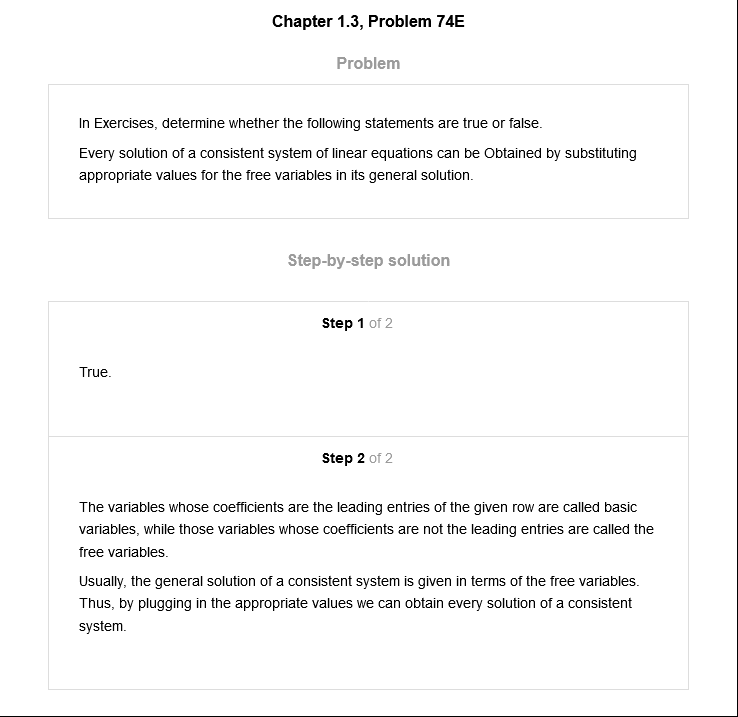 Chapter 1.3, Problem 74E
Problem
In Exercises, determine whether the following statements are true or false.
Every solution of a consistent system of linear equations can be Obtained by substituting
appropriate values for the free variables in its general solution.
Step-by-step solution
Step 1 of 2
True.
Step 2 of 2
The variables whose coefficients are the leading entries of the given row are called basic
variables, while those variables whose coefficients are not the leading entries are called the
free variables.
Usually, the general solution of a consistent system is given in terms of the free variables.
Thus, by plugging in the appropriate values we can obtain every solution of a consistent
system.